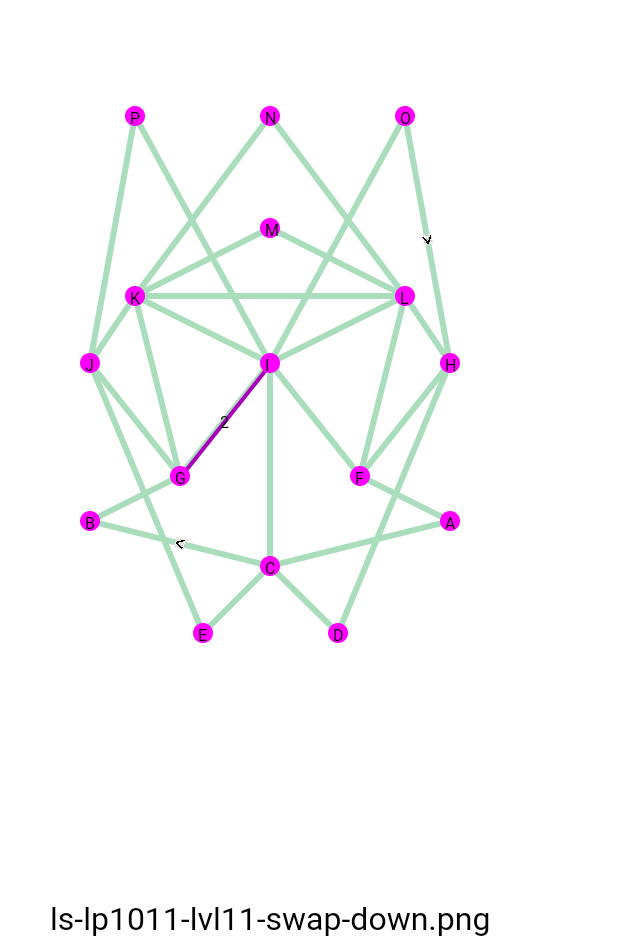 P N O
M
K L
J I H
2
G F
B A
C
E D
ls-lp1011-lvl11-swap-down.png